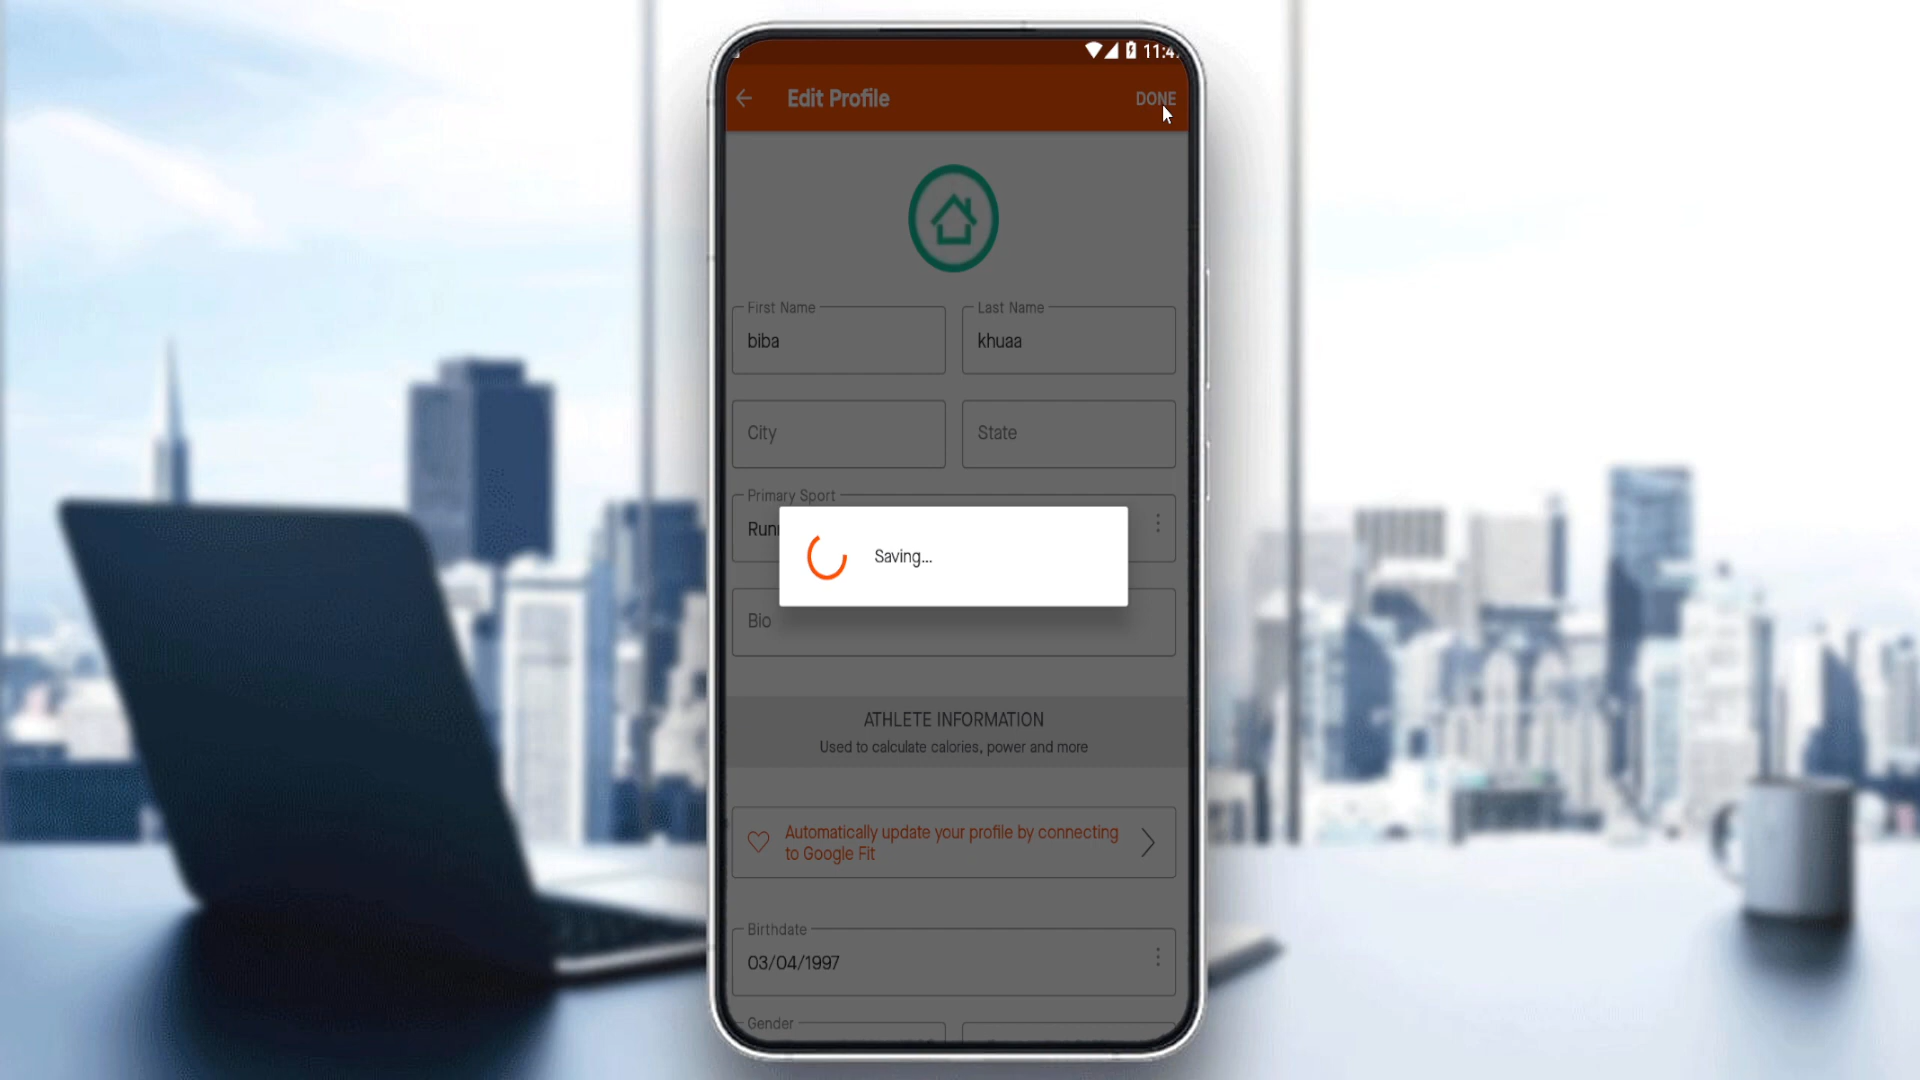 11:4
Edit Profile
DONE
First Name
Last Name
biba
khuaa
City
State
Primary Sport
Saving...
Bio
ATHLETE INFORMATION
Used to calculate calories, power and more
Automatically update your profile by connecting
to Google Fit
Birthdate
03/04/1997
Gender